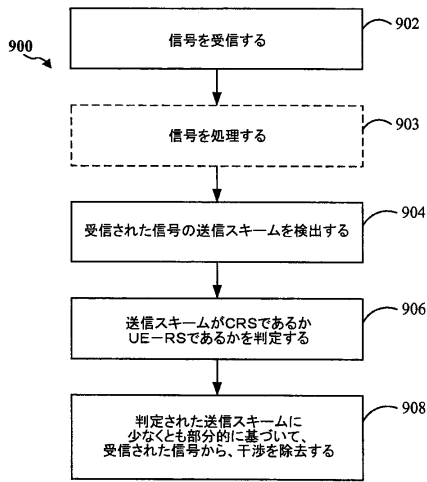 900
信号を受信する
902
信号を処理する
903
受信された信号の送信スキームを検出する
904
送信スキームがCRSであるか
UE－RSであるかを判定する
906
判定された送信スキームに
少なくとも部分的に基づいて、
受信された信号から、干渉を除去する
908